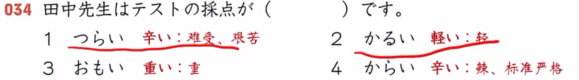 034 田中先生はテストの採点が（　　　）です。
1 つらい 辛い：难受、艰苦
2 かるい 軽い：轻
3 おもい 重い：重
4 からい 辛い：辣、标准严格